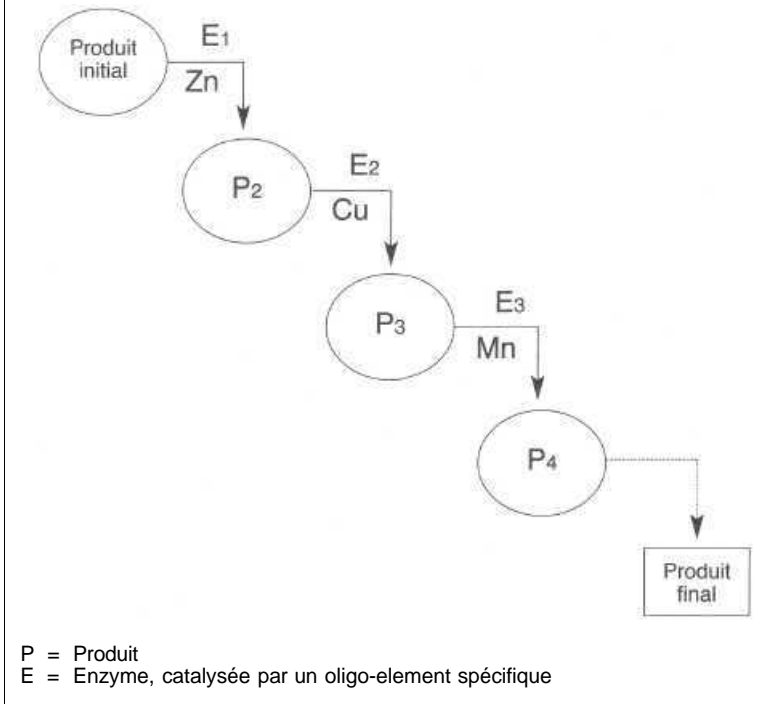 Produit
initial
E1
Zn
P2
E2
Cu
P3
E3
Mn
P4
Produit
final
P = Produit
E = Enzyme, catalysée par un oligo-element spécifique